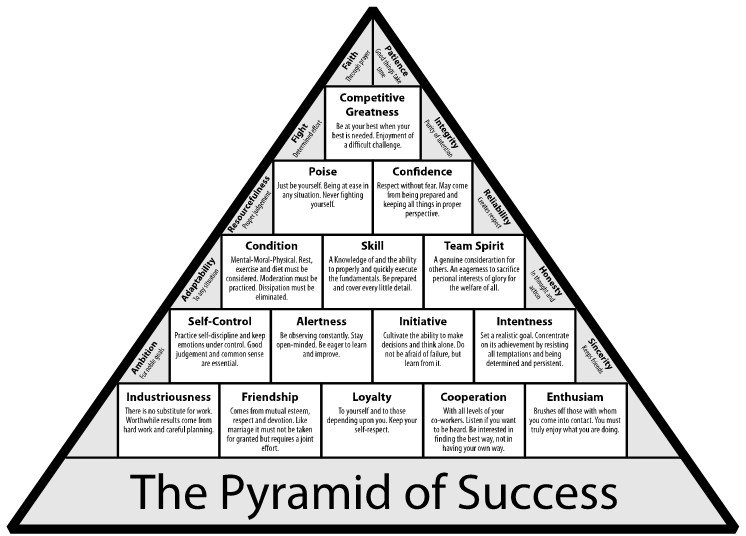 Faith
Through prayer
Patience
Good things take
time
Competitive
Greatness
Be at your best when your
best is needed. Enjoyment of
a difficult challenge.
Fight
Determined effort
Integrity
Purity of intention
Poise
Just be yourself. Being at ease in
any situation. Never fighting
yourself.
Confidence
Respect without fear. May come
from being prepared and
keeping all things in proper
perspective.
Resourcefulness
Proper judgement
Reliability
Creates respect
Condition
Mental-Moral-Physical. Rest,
exercise and diet must be
considered. Moderation must be
practiced. Dissipation must be
eliminated.
Skill
A Knowledge of and the ability
to properly and quickly execute
the fundamentals. Be prepared
and cover every little detail.
Team Spirit
A genuine consideration for
others. An eagerness to sacrifice
personal interests of glory for
the welfare of all.
Adaptability
To any situation
Honesty
In thought and
action
Self-Control
Practice self-discipline and keep
emotions under control. Good
judgement and common sense
are essential.
Alertness
Be observing constantly. Stay
open-minded. Be eager to learn
and improve.
Initiative
Cultivate the ability to make
decisions and think alone. Do
not be afraid of failure, but
learn from it.
Intentness
Set a realistic goal. Concentrate
on its achievement by resisting
all temptations and being
determined and persistent.
Ambition
For noble goals
Sincerity
Keeps friends
Industriousness
There is no substitute for work.
Worthwhile results come from
hard work and careful planning.
Friendship
Comes from mutual esteem,
respect and devotion. Like
marriage it must not be taken
for granted but requires a joint
effort.
Loyalty
To yourself and to those
depending upon you. Keep your
self-respect.
Cooperation
With all levels of your
co-workers. Listen if you want
to be heard. Be interested in
finding the best way, not in
having your own way.
Enthusiam
Brushes off those with whom
you come into contact. You must
truly enjoy what you are doing.
The Pyramid of Success